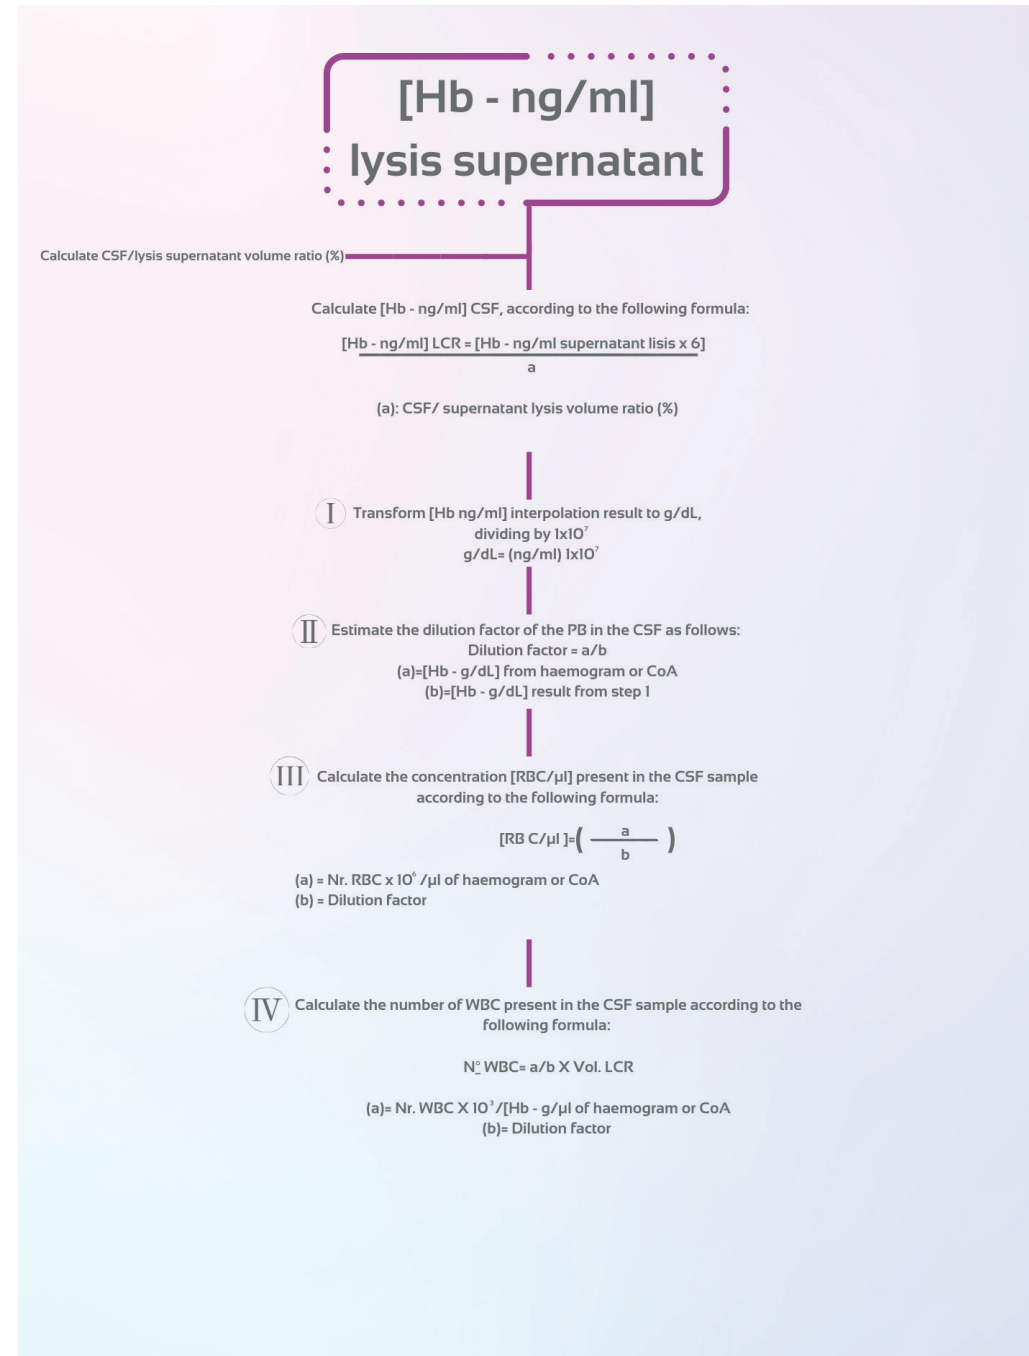 [Hb - ng/ml]
lysis supernatant
Calculate CSF/lysis supernatant volume ratio (%)
Calculate [Hb - ng/ml] CSF, according to the following formula:
[Hb - ng/ml] LCR = [Hb - ng/ml supernatant lisis x 6]
a
(a): CSF/ supernatant lysis volume ratio (%)
I Transform [Hb ng/ml] interpolation result to g/dL,
dividing by 1x10⁷
g/dL= (ng/ml) 1x10⁷
II Estimate the dilution factor of the PB in the CSF as follows:
Dilution factor = a/b
(a)=[Hb - g/dL] from haemogram or CoA
(b)=[Hb - g/dL] result from step 1
III Calculate the concentration [RBC/µl] present in the CSF sample
according to the following formula:
[RB C/µl ]=( a
b )
(a) = Nr. RBC x 10⁶ /µl of haemogram or CoA
(b) = Dilution factor
IV Calculate the number of WBC present in the CSF sample according to the
following formula:
Nº WBC= a/b X Vol. LCR
(a)= Nr. WBC X 10³ /[Hb - g/µl of haemogram or CoA
(b)= Dilution factor